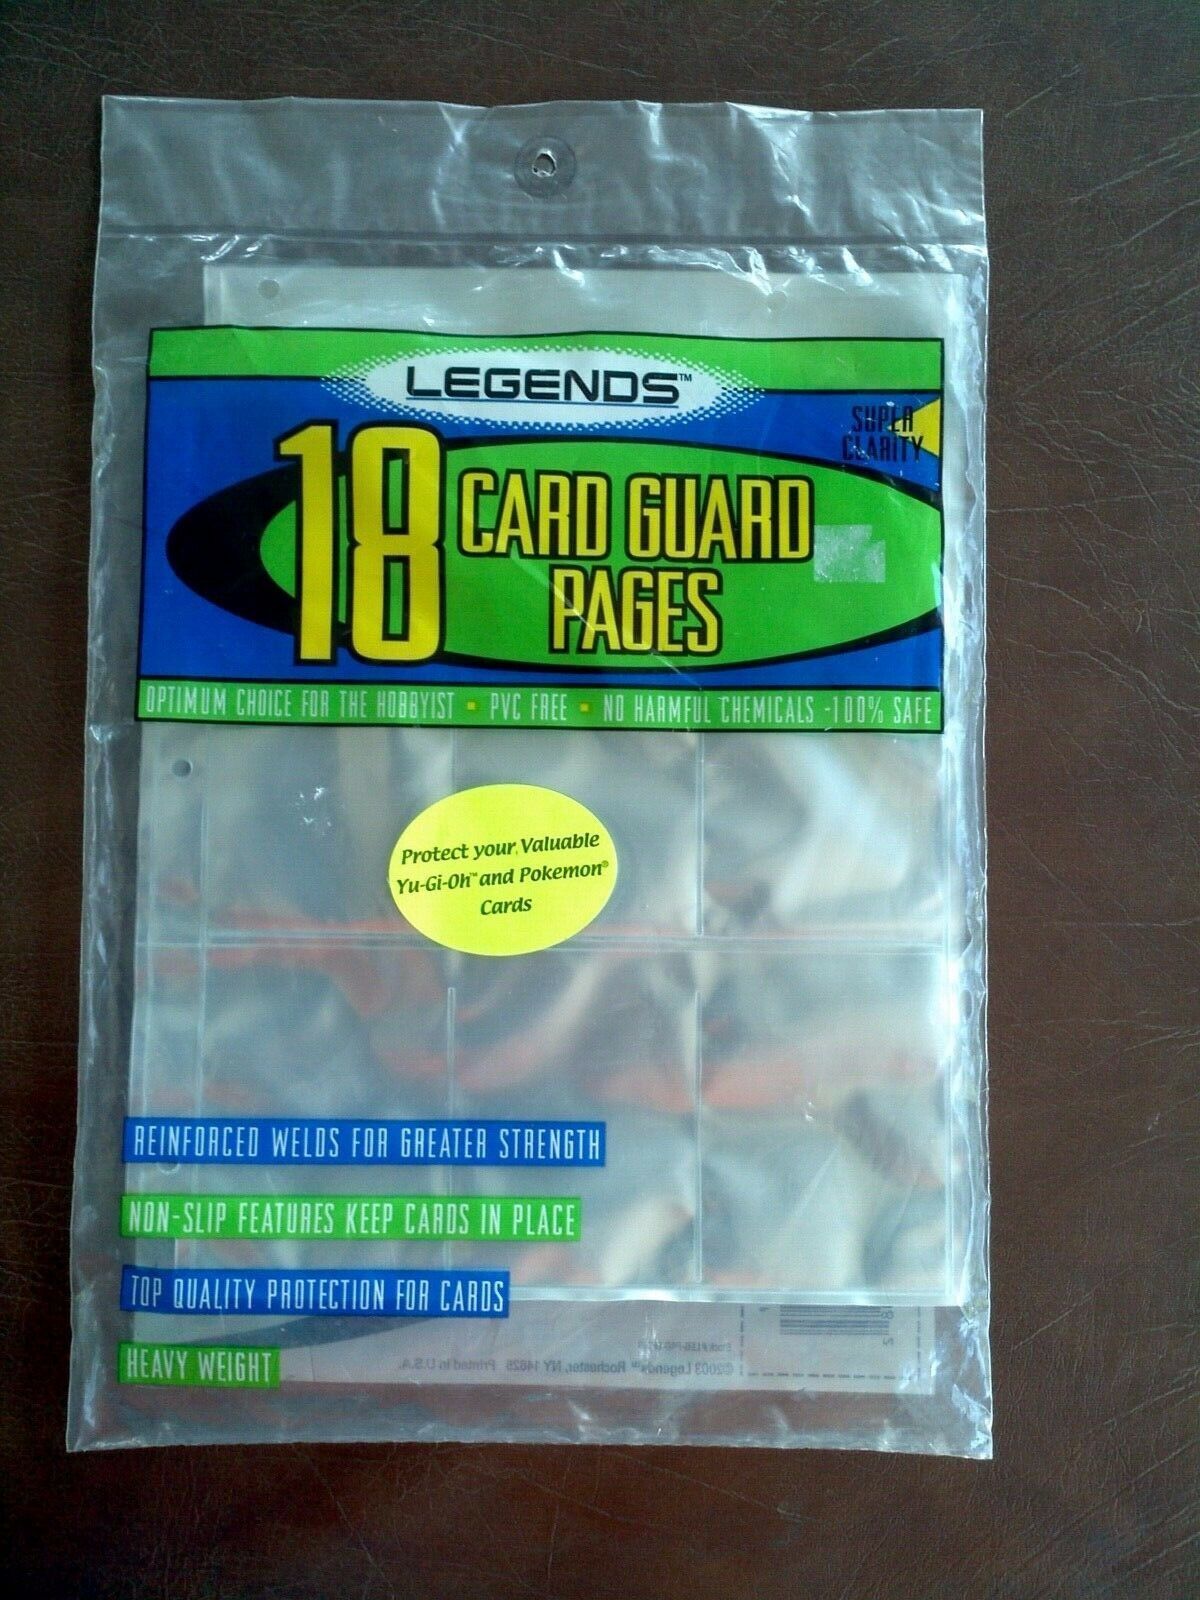 LEGENDS™
SUPER
CLARITY
18 CARD GUARD
PAGES
OPTIMUM CHOICE FOR THE HOBBYIST ▪ PVC FREE ▪ NO HARMFUL CHEMICALS -100% SAFE
Protect your Valuable
Yu-Gi-Oh™ and Pokemon®
Cards
REINFORCED WELDS FOR GREATER STRENGTH
NON-SLIP FEATURES KEEP CARDS IN PLACE
TOP QUALITY PROTECTION FOR CARDS
HEAVY WEIGHT
©2003 Legends™ Rochester, NY 14625 Printed in U.S.A.